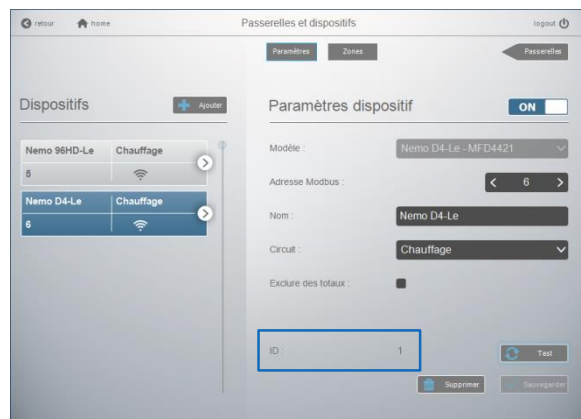 retour home Passerelles et dispositifs logout
Paramètres Zones Passerelles
Dispositifs Ajouter Paramètres dispositif ON
Nemo 96HD-Le Chauffage
5
Nemo D4-Le Chauffage
6
Modèle : Nemo D4-Le - MFD4421
Adresse Modbus : < 6 >
Nom : Nemo D4-Le
Circuit : Chauffage
Exclure des totaux :
ID : 1 Test
Supprimer Sauvegarder